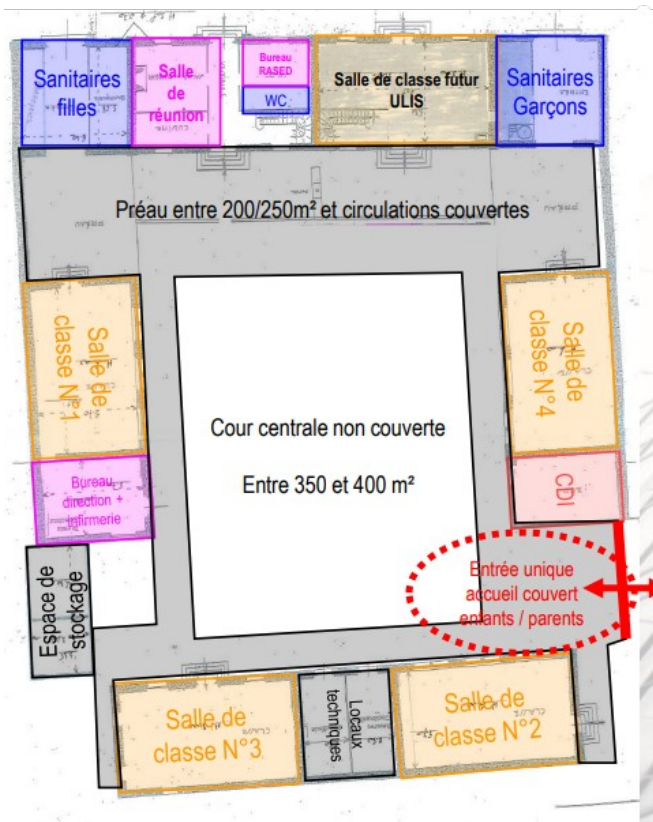 Sanitaires
filles
Salle
de
réunion
Bureau
RASED
WC
Salle de classe futur
ULIS
Sanitaires
Garçons
Préau entre 200/250m² et circulations couvertes
Salle de
classe N°1
Salle de
classe N°4
Cour centrale non couverte
Entre 350 et 400 m²
Bureau
direction +
infirmerie
CDI
Espace de
stockage
Entrée unique
accueil couvert
enfants / parents
Salle de
classe N°3
Locaux
techniques
Salle de
classe N°2